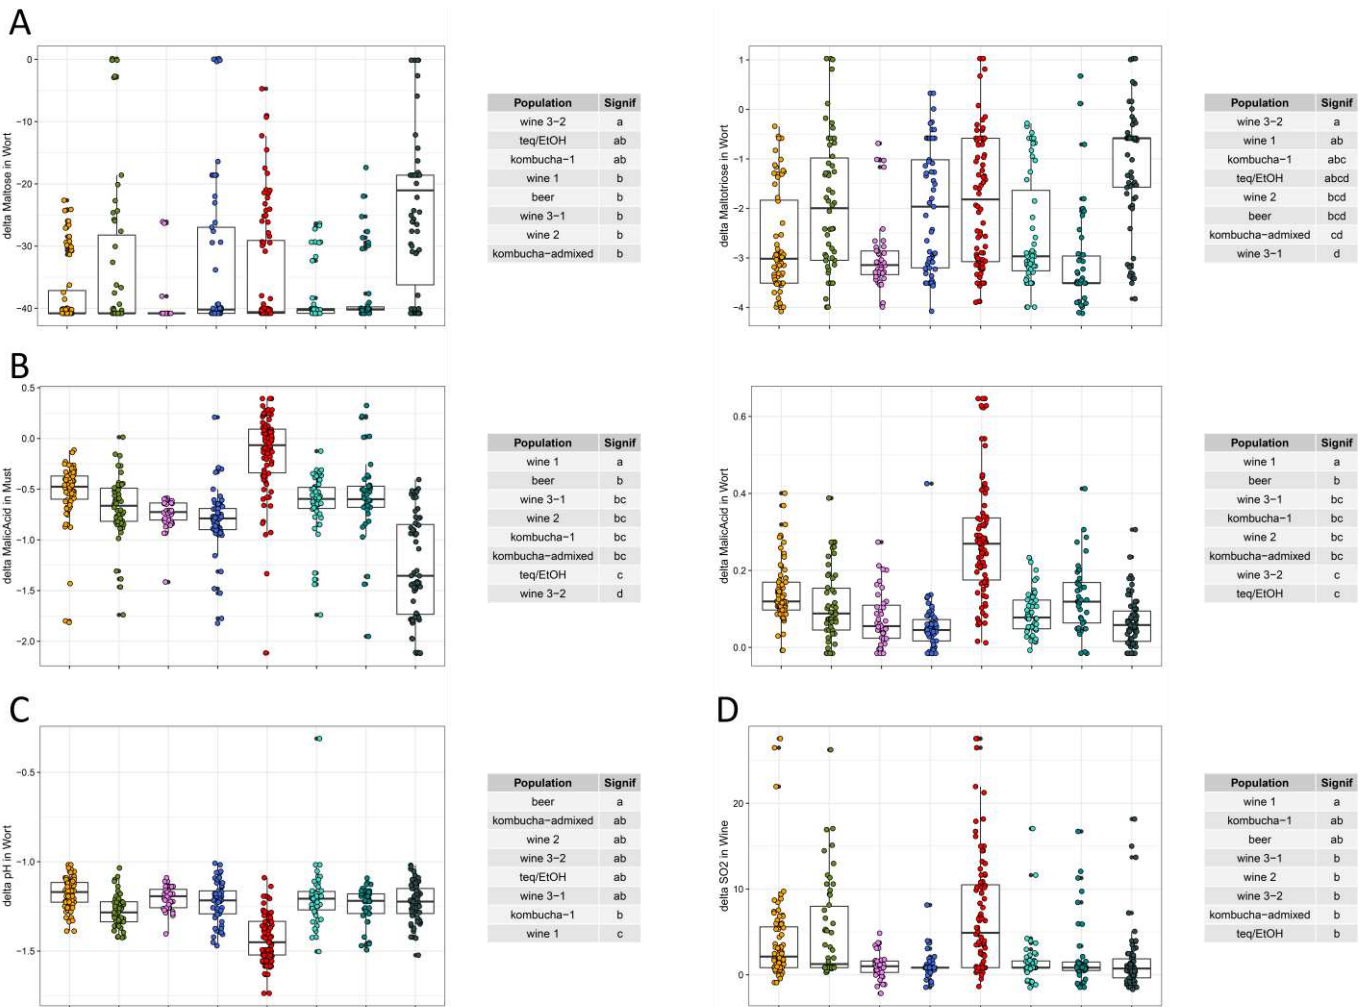 A
delta Maltose in Wort
0
−10
−20
−30
−40
Population Signif
wine 3−2 a
teq/EtOH ab
kombucha−1 ab
wine 1 b
beer b
wine 3−1 b
wine 2 b
kombucha−admixed b
delta Maltotriose in Wort
1
0
−1
−2
−3
−4
Population Signif
wine 3−2 a
wine 1 ab
kombucha−1 abc
teq/EtOH abcd
wine 2 bcd
beer bcd
kombucha−admixed cd
wine 3−1 d
B
delta MalicAcid in Must
0.5
0.0
−0.5
−1.0
−1.5
−2.0
Population Signif
wine 1 a
beer b
wine 3−1 bc
wine 2 bc
kombucha−1 bc
kombucha−admixed bc
teq/EtOH c
wine 3−2 d
delta MalicAcid in Wort
0.6
0.4
0.2
0.0
Population Signif
wine 1 a
beer b
wine 3−1 bc
kombucha−1 bc
wine 2 bc
kombucha−admixed bc
wine 3−2 c
teq/EtOH c
C
delta pH in Wort
−0.5
−1.0
−1.5
Population Signif
beer a
kombucha−admixed ab
wine 2 ab
wine 3−2 ab
teq/EtOH ab
wine 3−1 ab
kombucha−1 b
wine 1 c
D
delta SO2 in Wine
20
10
0
Population Signif
wine 1 a
kombucha−1 ab
beer ab
wine 3−1 b
wine 2 b
wine 3−2 b
kombucha−admixed b
teq/EtOH b